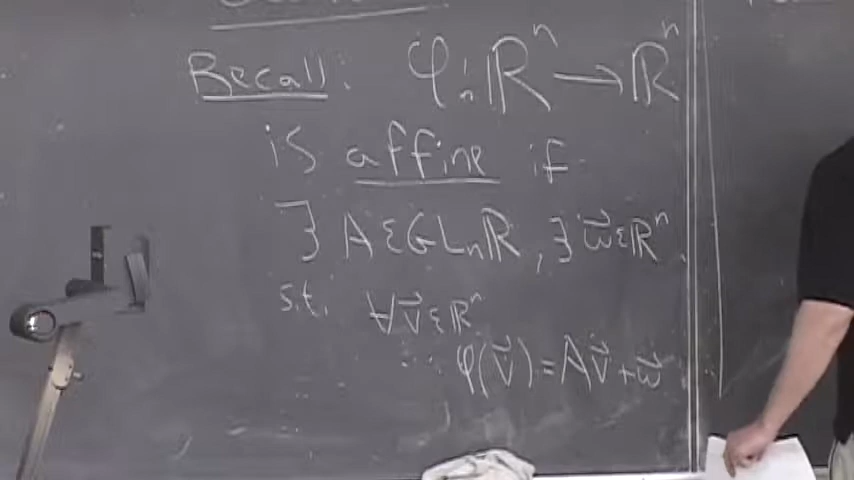 Recall: φ: ℝⁿ → ℝⁿ
is affine if
∃ A ∈ GLₙℝ, ∃ w⃗ ∈ ℝⁿ
s.t. ∀ v⃗ ∈ ℝⁿ
φ(v⃗) = Av⃗ + w⃗